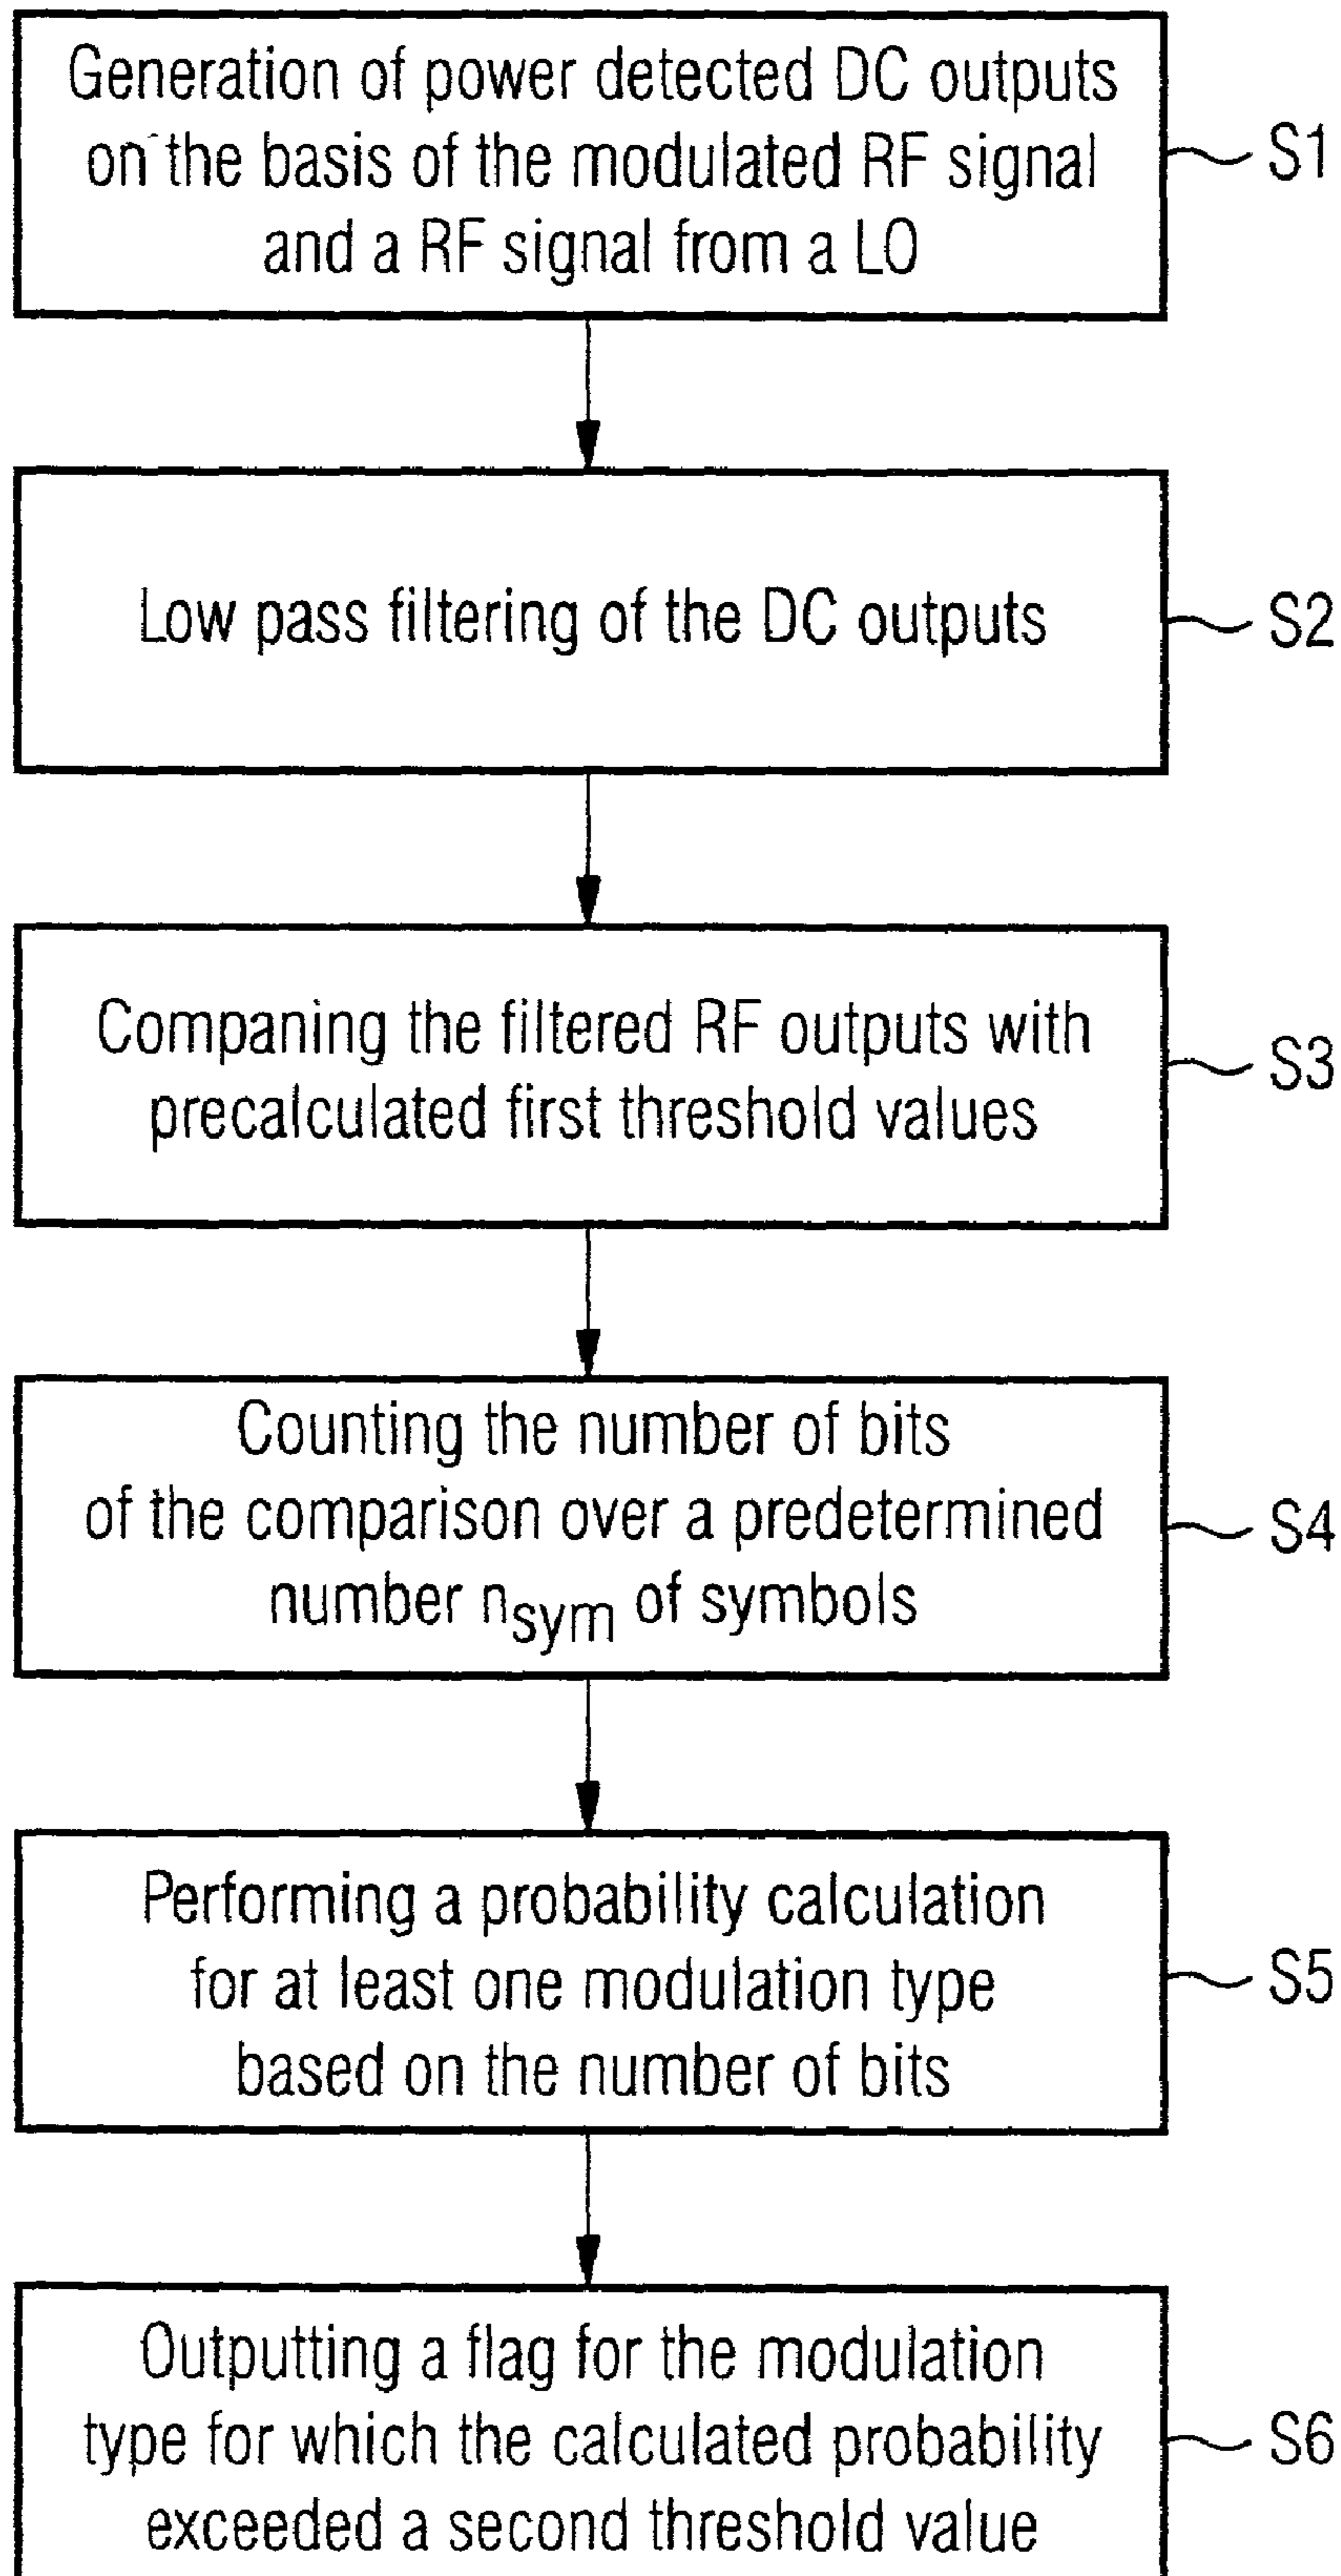 Generation of power detected DC outputs
on the basis of the modulated RF signal
and a RF signal from a LO
S1
Low pass filtering of the DC outputs
S2
Companing the filtered RF outputs with
precalculated first threshold values
S3
Counting the number of bits
of the comparison over a predetermined
number nsym of symbols
S4
Performing a probability calculation
for at least one modulation type
based on the number of bits
S5
Outputting a flag for the modulation
type for which the calculated probability
exceeded a second threshold value
S6